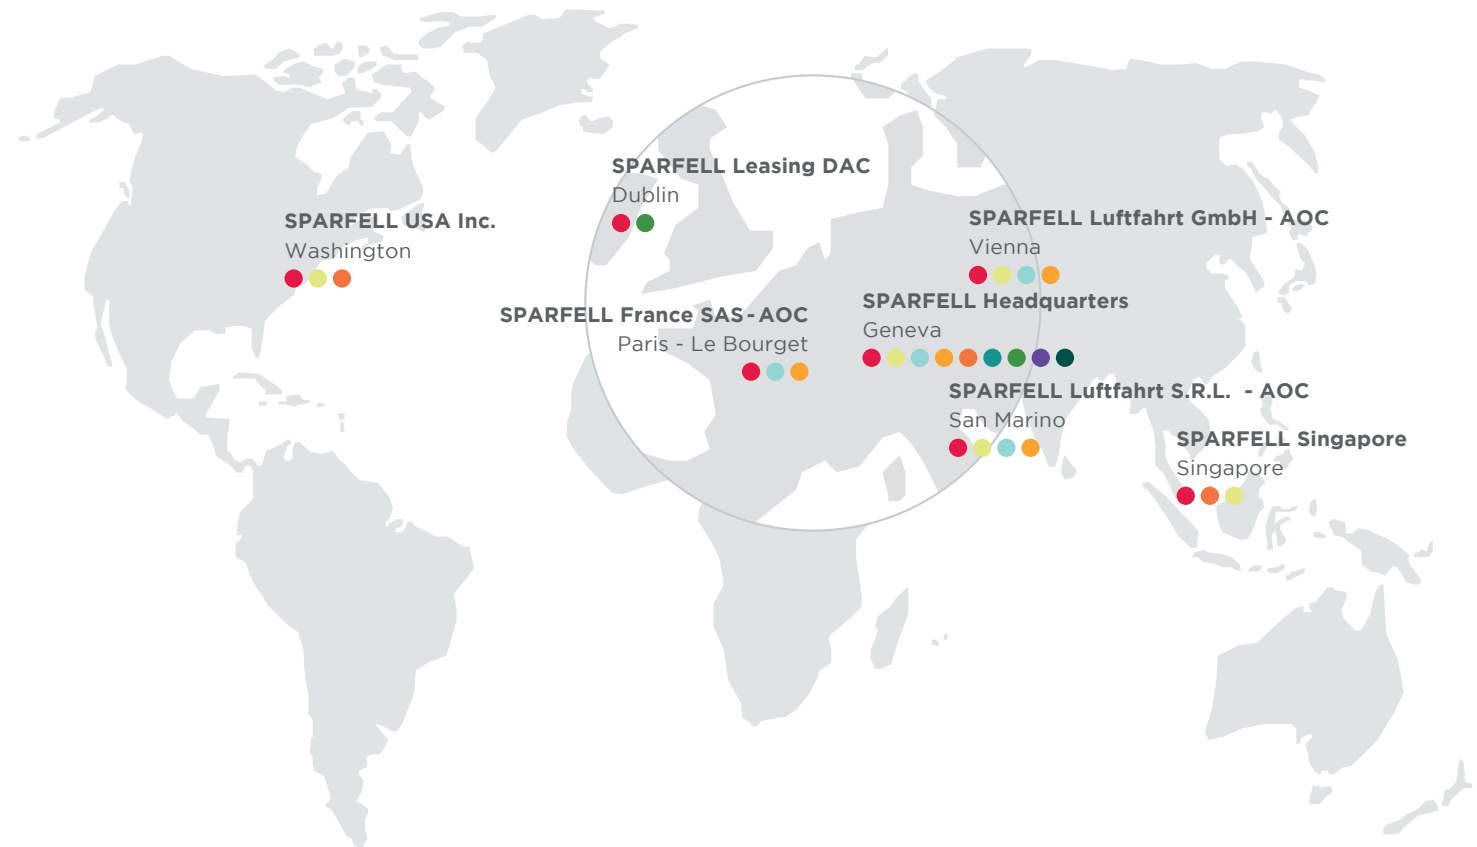 SPARFELL Leasing DAC
Dublin
SPARFELL USA Inc.
Washington
SPARFELL Luftfahrt GmbH - AOC
Vienna
SPARFELL France SAS - AOC
Paris - Le Bourget
SPARFELL Headquarters
Geneva
SPARFELL Luftfahrt S.R.L. - AOC
San Marino
SPARFELL Singapore
Singapore